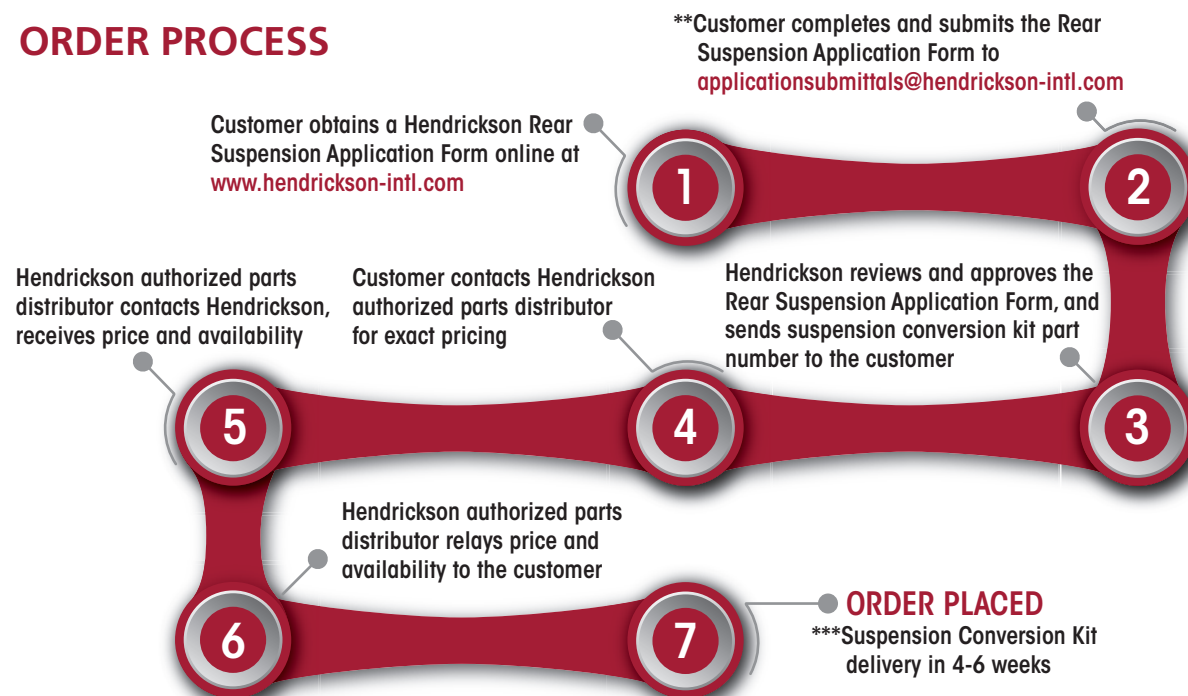 ORDER PROCESS
Customer obtains a Hendrickson Rear
Suspension Application Form online at
www.hendrickson-intl.com
1
**Customer completes and submits the Rear
Suspension Application Form to
applicationsubmittals@hendrickson-intl.com
2
Hendrickson reviews and approves the
Rear Suspension Application Form, and
sends suspension conversion kit part
number to the customer
3
Customer contacts Hendrickson
authorized parts distributor
for exact pricing
4
Hendrickson authorized parts
distributor contacts Hendrickson,
receives price and availability
5
Hendrickson authorized parts
distributor relays price and
availability to the customer
6
7
ORDER PLACED
***Suspension Conversion Kit
delivery in 4-6 weeks